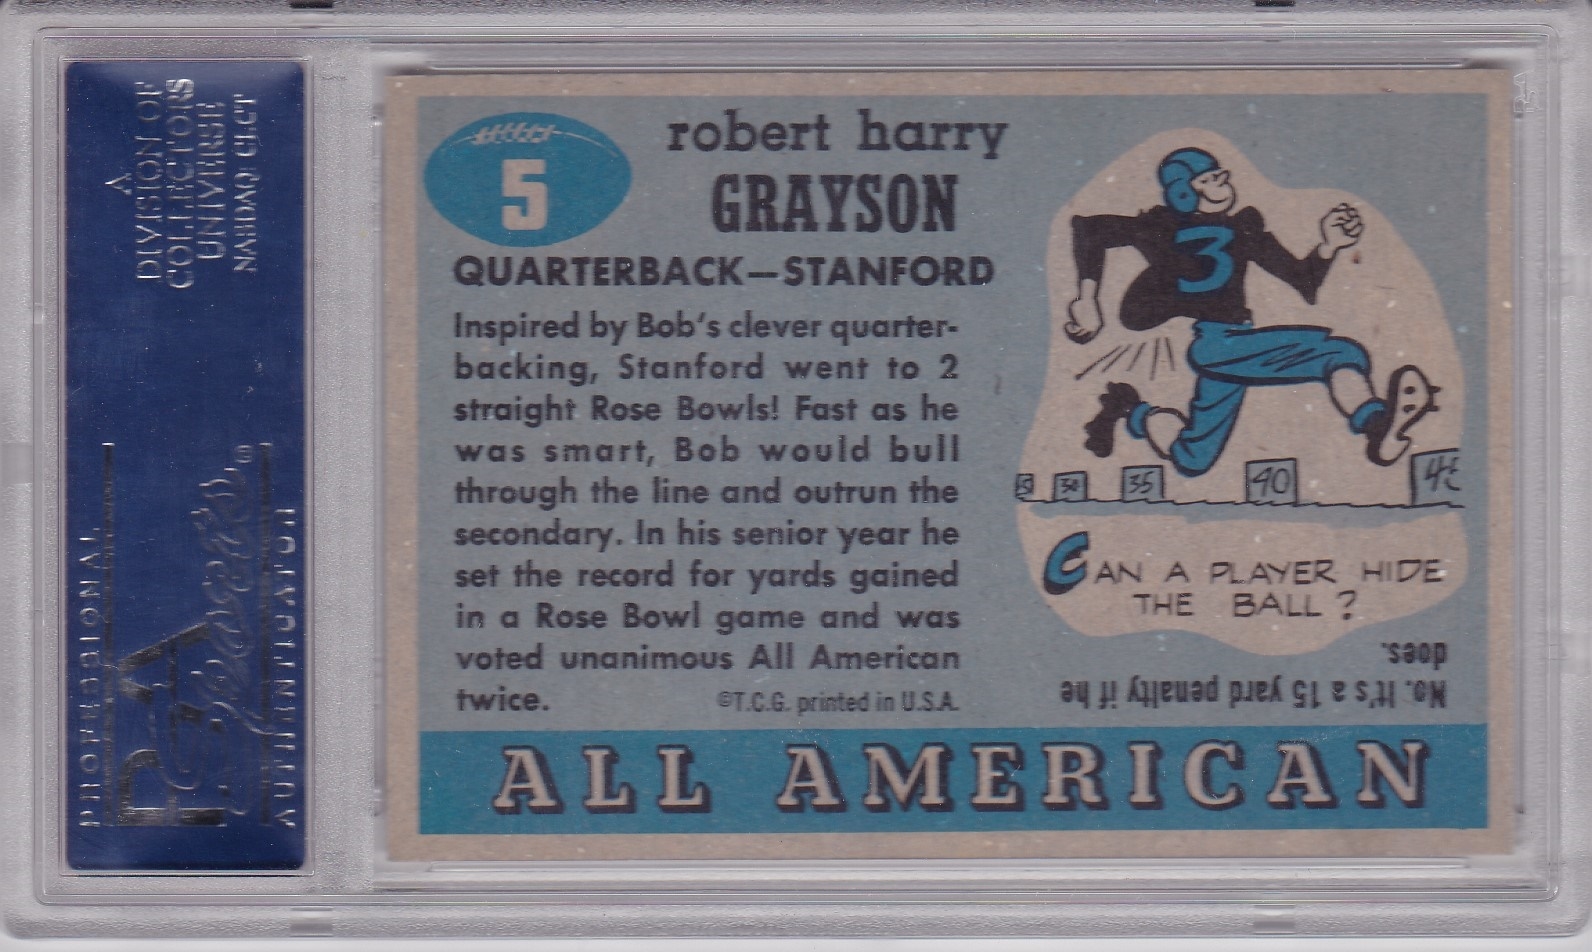 A
DIVISION OF
COLLECTORS
UNIVERSE
NASDAQ: CLCT
PROFESSIONAL
PSA
AUTHENTICATOR
5
robert harry
GRAYSON
QUARTERBACK—STANFORD
Inspired by Bob's clever quarter-
backing, Stanford went to 2
straight Rose Bowls! Fast as he
was smart, Bob would bull
through the line and outrun the
secondary. In his senior year he
set the record for yards gained
in a Rose Bowl game and was
voted unanimous All American
twice.
©T.C.G. printed in U.S.A.
3
30
35
40
CAN A PLAYER HIDE
THE BALL?
No. It's a 15 yard penalty if he
does.
ALL AMERICAN